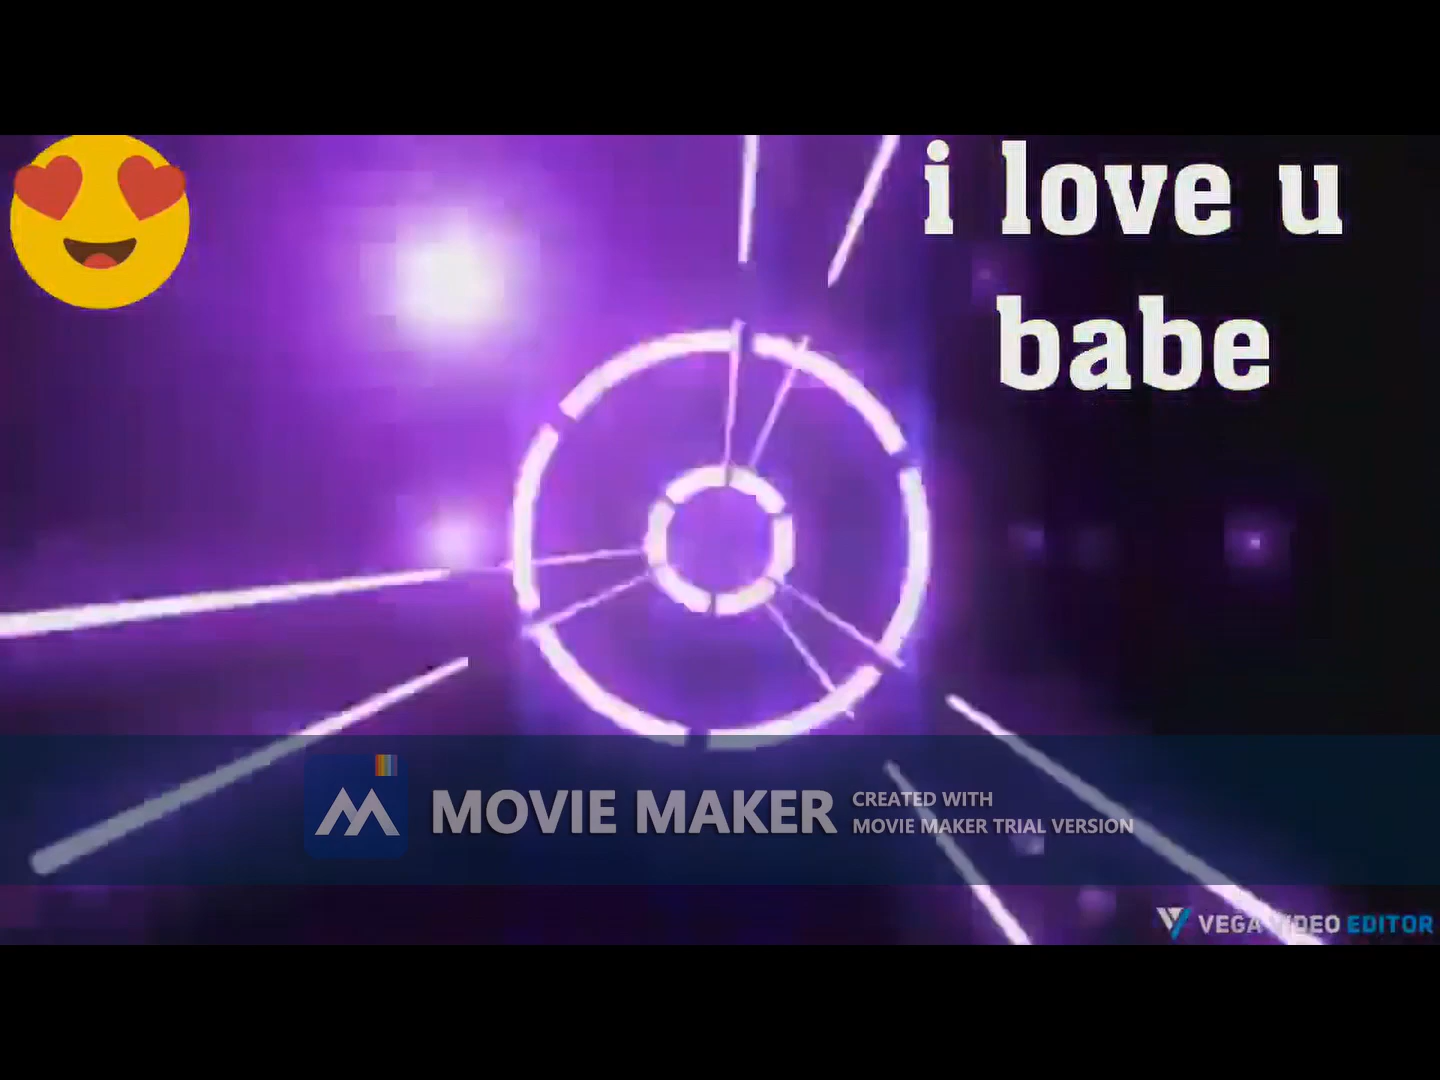 i love u
babe
MOVIE MAKER
CREATED WITH
MOVIE MAKER TRIAL VERSION
VEGA VIDEO EDITOR